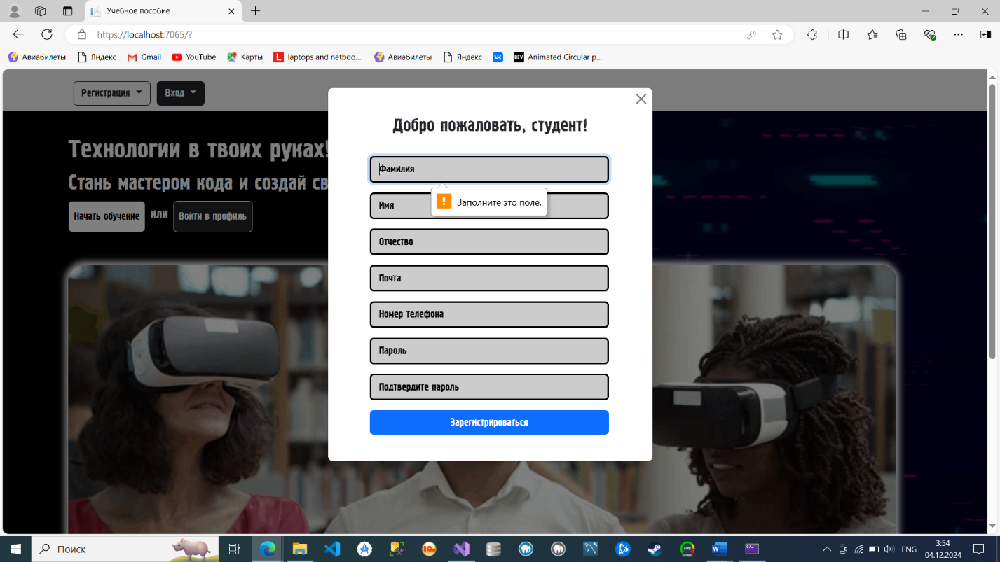 Учебное пособие
https://localhost:7065/?
Авиабилеты Яндекс Gmail YouTube Карты laptops and netboo... Авиабилеты Яндекс DEV Animated Circular p...
Регистрация Вход
Добро пожаловать, студент!
Технологии в твоих руках!
Стань мастером кода и создай св
Начать обучение или Войти в профиль
Фамилия
Заполните это поле.
Имя
Отчество
Почта
Номер телефона
Пароль
Подтвердите пароль
Зарегистрироваться
Поиск
ENG
3:54
04.12.2024